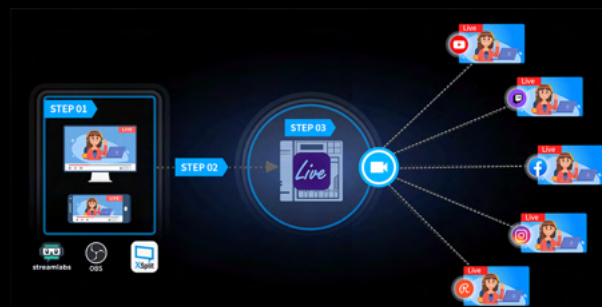 STEP 01
LIVE
LIVE
streamlabs
OBS
XSplit
STEP 02
STEP 03
Live
Live
Live
Live
Live
Live